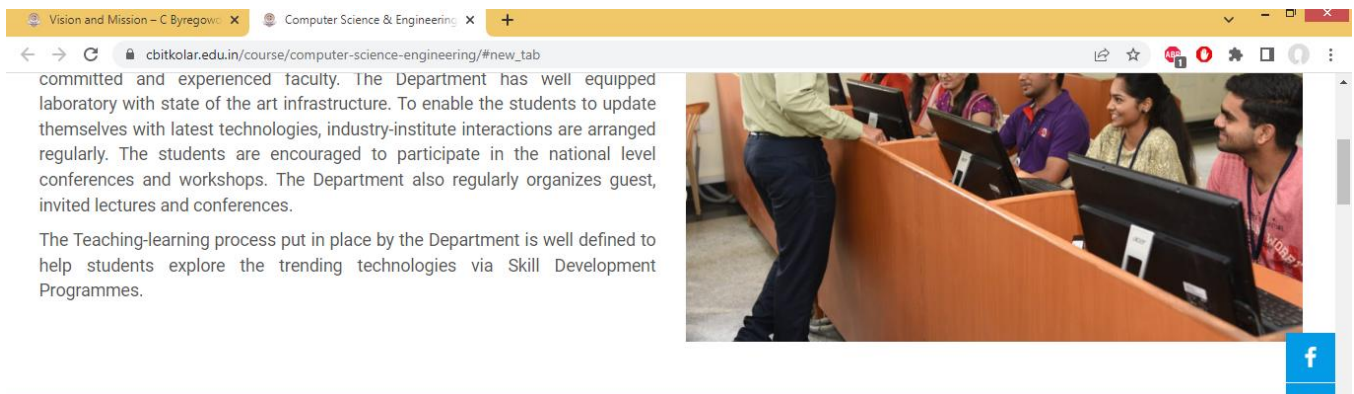 Vision and Mission – C Byregow
Computer Science & Engineering
cbitkolar.edu.in/course/computer-science-engineering/#new_tab
ABP
1
committed and experienced faculty. The Department has well equipped
laboratory with state of the art infrastructure. To enable the students to update
themselves with latest technologies, industry-institute interactions are arranged
regularly. The students are encouraged to participate in the national level
conferences and workshops. The Department also regularly organizes guest,
invited lectures and conferences.
The Teaching-learning process put in place by the Department is well defined to
help students explore the trending technologies via Skill Development
Programmes.
acer
f